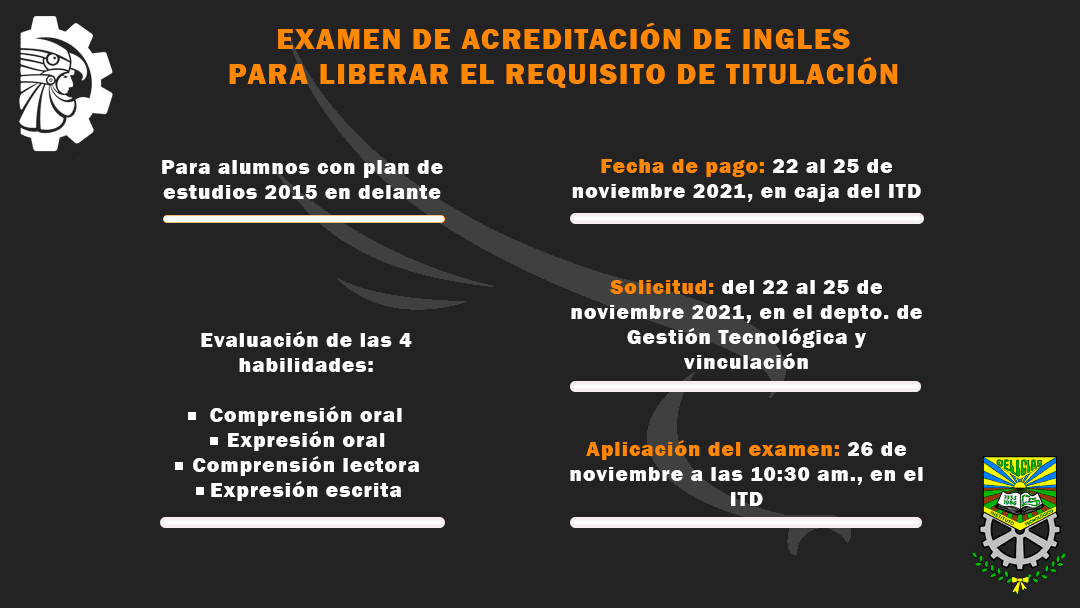 EXAMEN DE ACREDITACIÓN DE INGLES
PARA LIBERAR EL REQUISITO DE TITULACIÓN
Para alumnos con plan de
estudios 2015 en delante
Evaluación de las 4
habilidades:
▪ Comprensión oral
▪ Expresión oral
▪ Comprensión lectora
▪ Expresión escrita
Fecha de pago: 22 al 25 de
noviembre 2021, en caja del ITD
Solicitud: del 22 al 25 de
noviembre 2021, en el depto. de
Gestión Tecnológica y
vinculación
Aplicación del examen: 26 de
noviembre a las 10:30 am., en el
ITD
DELICIAS